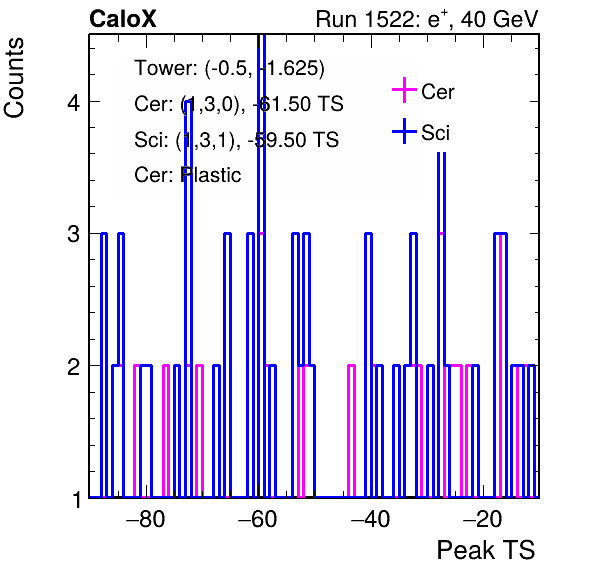 CaloX
Run 1522: e+, 40 GeV
Counts
Tower: (-0.5, -1.625)
Cer: (1,3,0), -61.50 TS
Sci: (1,3,1), -59.50 TS
Cer: Plastic
Cer
Sci
4
3
2
1
−80
−60
−40
−20
Peak TS